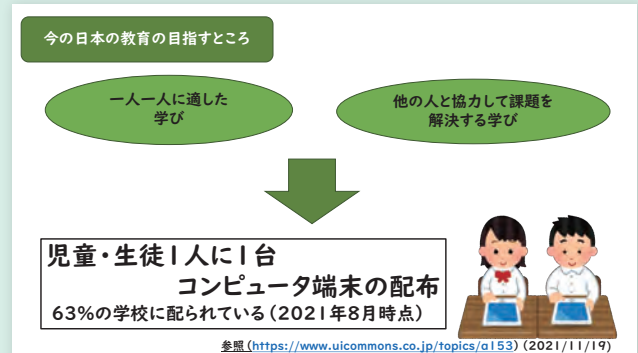 今の日本の教育の目指すところ
一人一人に適した
学び
他の人と協力して課題を
解決する学び
児童・生徒1人に1台
コンピュータ端末の配布
63%の学校に配られている(2021年8月時点)
参照(https://www.uicommons.co.jp/topics/a153)(2021/11/19)